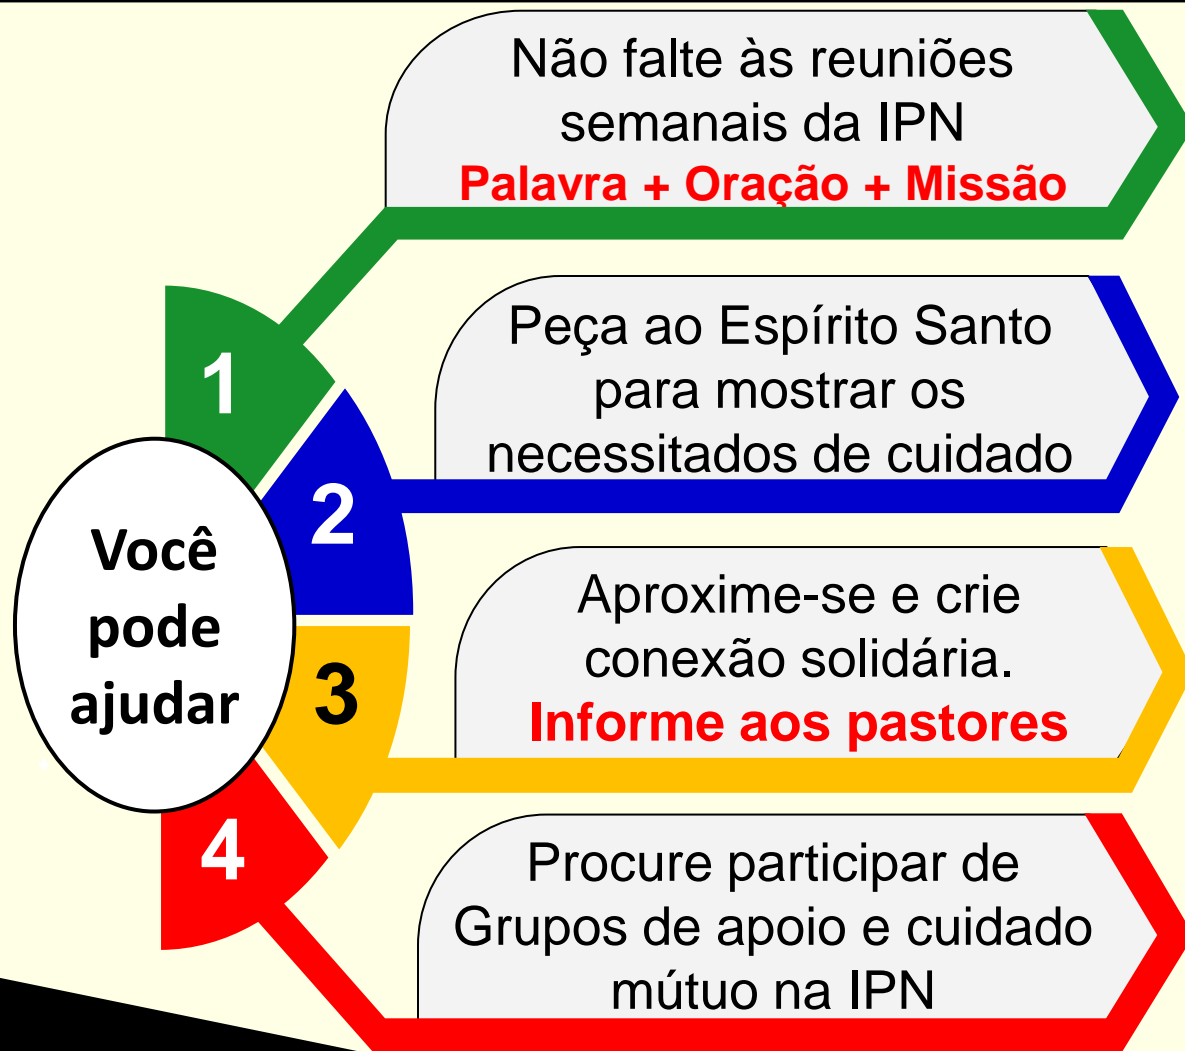 Não falte às reuniões
semanais da IPN
Palavra + Oração + Missão
1
Peça ao Espírito Santo
para mostrar os
necessitados de cuidado
2
Você
pode
ajudar
Aproxime-se e crie
conexão solidária.
Informe aos pastores
3
Procure participar de
Grupos de apoio e cuidado
mútuo na IPN
4